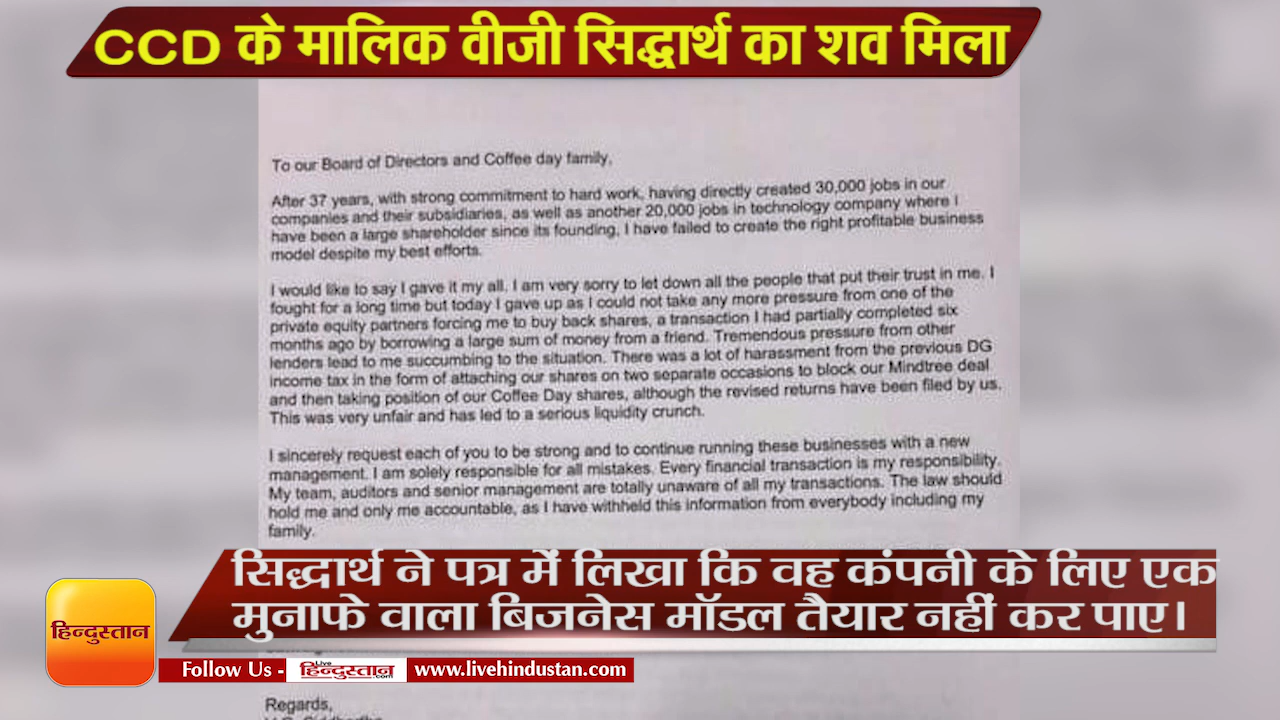 CCD के मालिक वीजी सिद्धार्थ का शव मिला
To our Board of Directors and Coffee day family,
After 37 years, with strong commitment to hard work, having directly created 30,000 jobs in our
companies and their subsidiaries, as well as another 20,000 jobs in technology company where I
have been a large shareholder since its founding, I have failed to create the right profitable business
model despite my best efforts.
I would like to say I gave it my all. I am very sorry to let down all the people that put their trust in me. I
fought for a long time but today I gave up as I could not take any more pressure from one of the
private equity partners forcing me to buy back shares, a transaction I had partially completed six
months ago by borrowing a large sum of money from a friend. Tremendous pressure from other
lenders lead to me succumbing to the situation. There was a lot of harassment from the previous DG
income tax in the form of attaching our shares on two separate occasions to block our Mindtree deal
and then taking position of our Coffee Day shares, although the revised returns have been filed by us.
This was very unfair and has led to a serious liquidity crunch.
I sincerely request each of you to be strong and to continue running these businesses with a new
management. I am solely responsible for all mistakes. Every financial transaction is my responsibility.
My team, auditors and senior management are totally unaware of all my transactions. The law should
hold me and only me accountable, as I have withheld this information from everybody including my
family.
सिद्धार्थ ने पत्र में लिखा कि वह कंपनी के लिए एक
मुनाफे वाला बिजनेस मॉडल तैयार नहीं कर पाए।
हिन्दुस्तान
Follow Us - Live हिन्दुस्तान .com www.livehindustan.com
Regards,